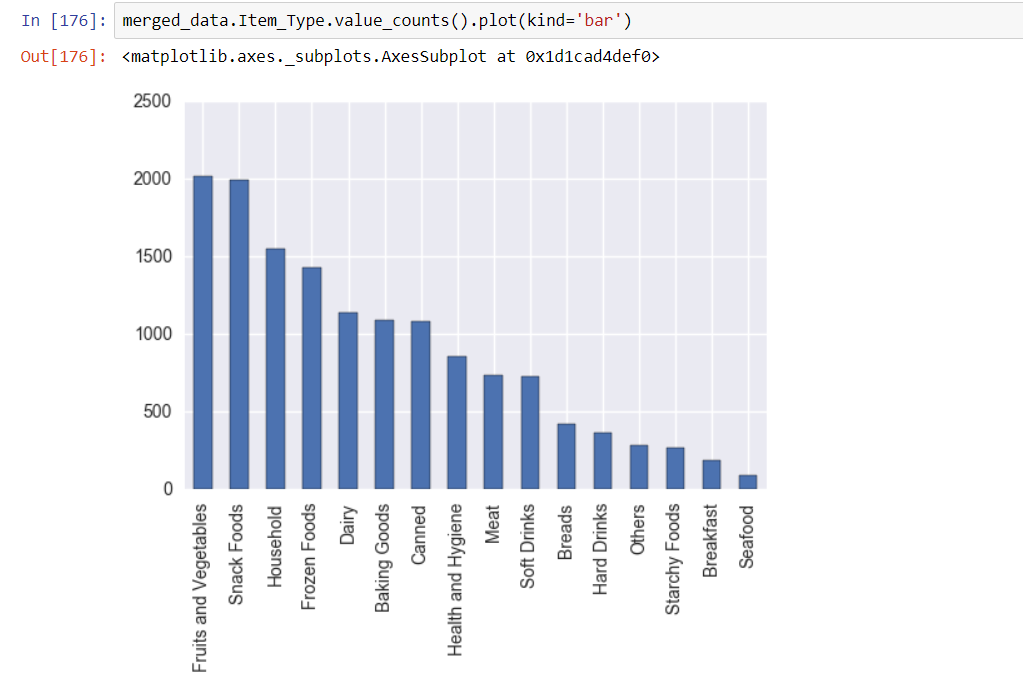 In [176]: merged_data.Item_Type.value_counts().plot(kind='bar')
Out[176]: <matplotlib.axes._subplots.AxesSubplot at 0x1d1cad4def0>
2500
2000
1500
1000
500
0
Fruits and Vegetables
Snack Foods
Household
Frozen Foods
Dairy
Baking Goods
Canned
Health and Hygiene
Meat
Soft Drinks
Breads
Hard Drinks
Others
Starchy Foods
Breakfast
Seafood